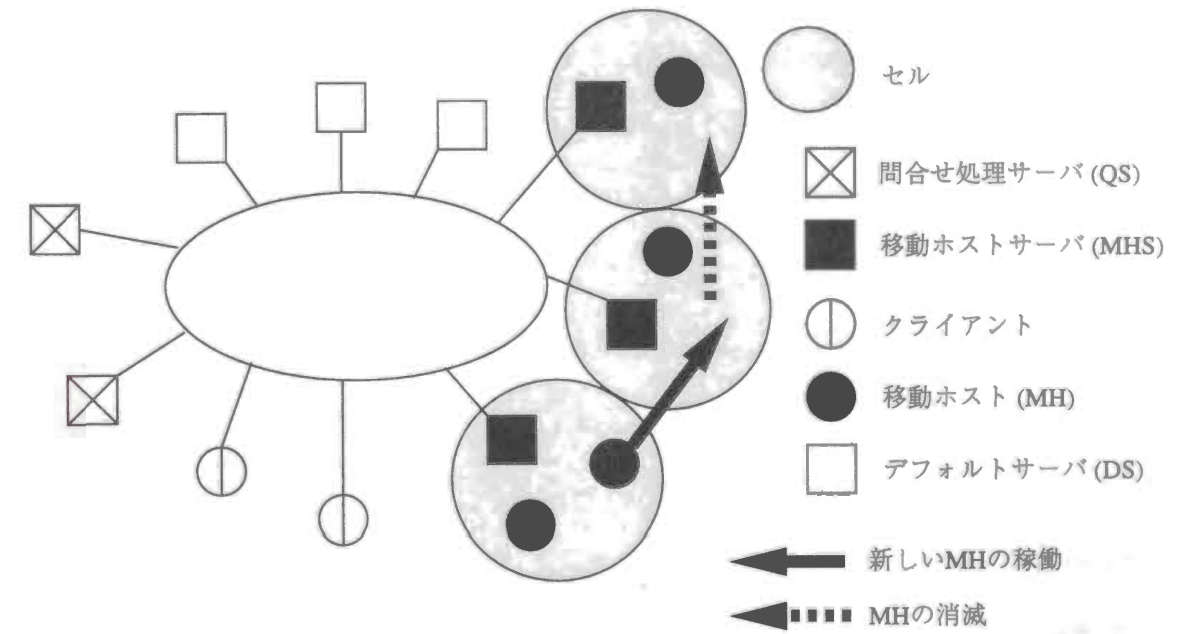 セル
問合せ処理サーバ (QS)
移動ホストサーバ (MHS)
クライアント
移動ホスト (MH)
デフォルトサーバ (DS)
新しいMHの稼働
MHの消滅